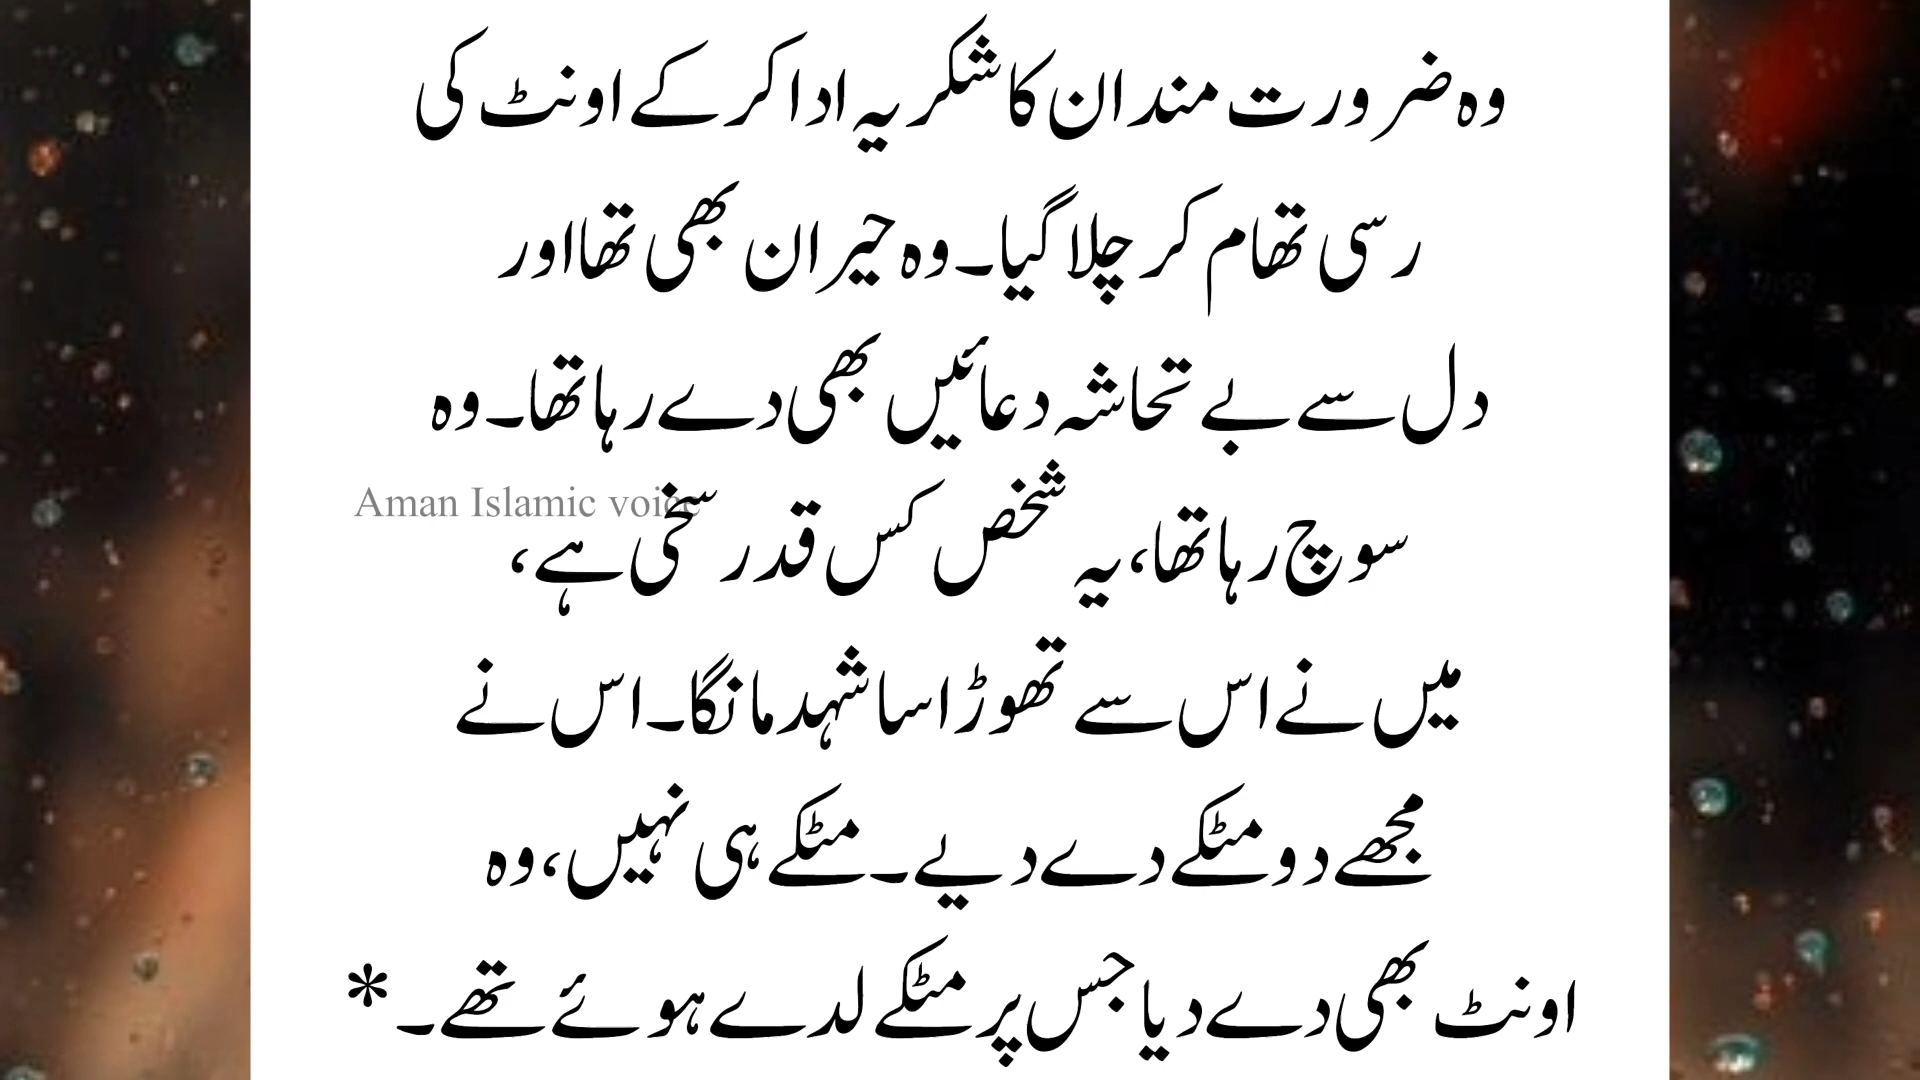 وہ ضرورت مند ان کا شکریہ ادا کر کے اونٹ کی
رسی تھام کر چلا گیا۔ وہ حیران بھی تھا اور
دل سے بے تحاشہ دعائیں بھی دے رہا تھا۔ وہ
Aman Islamic voice
سوچ رہا تھا، یہ شخص کس قدر سخی ہے،
میں نے اس سے تھوڑا سا شہد مانگا۔ اس نے
مجھے دو مٹکے دے دیے۔ مٹکے ہی نہیں، وہ
اونٹ بھی دے دیا جس پر مٹکے لدے ہوئے تھے۔ *